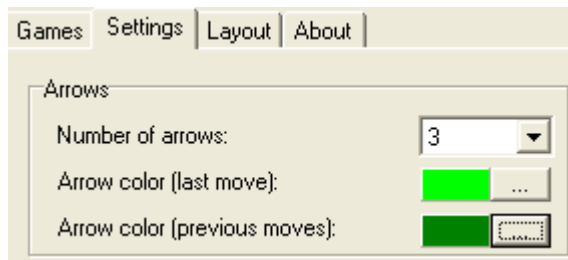 Games Settings Layout About
Arrows
Number of arrows: 3
Arrow color (last move): ...
Arrow color (previous moves): ...